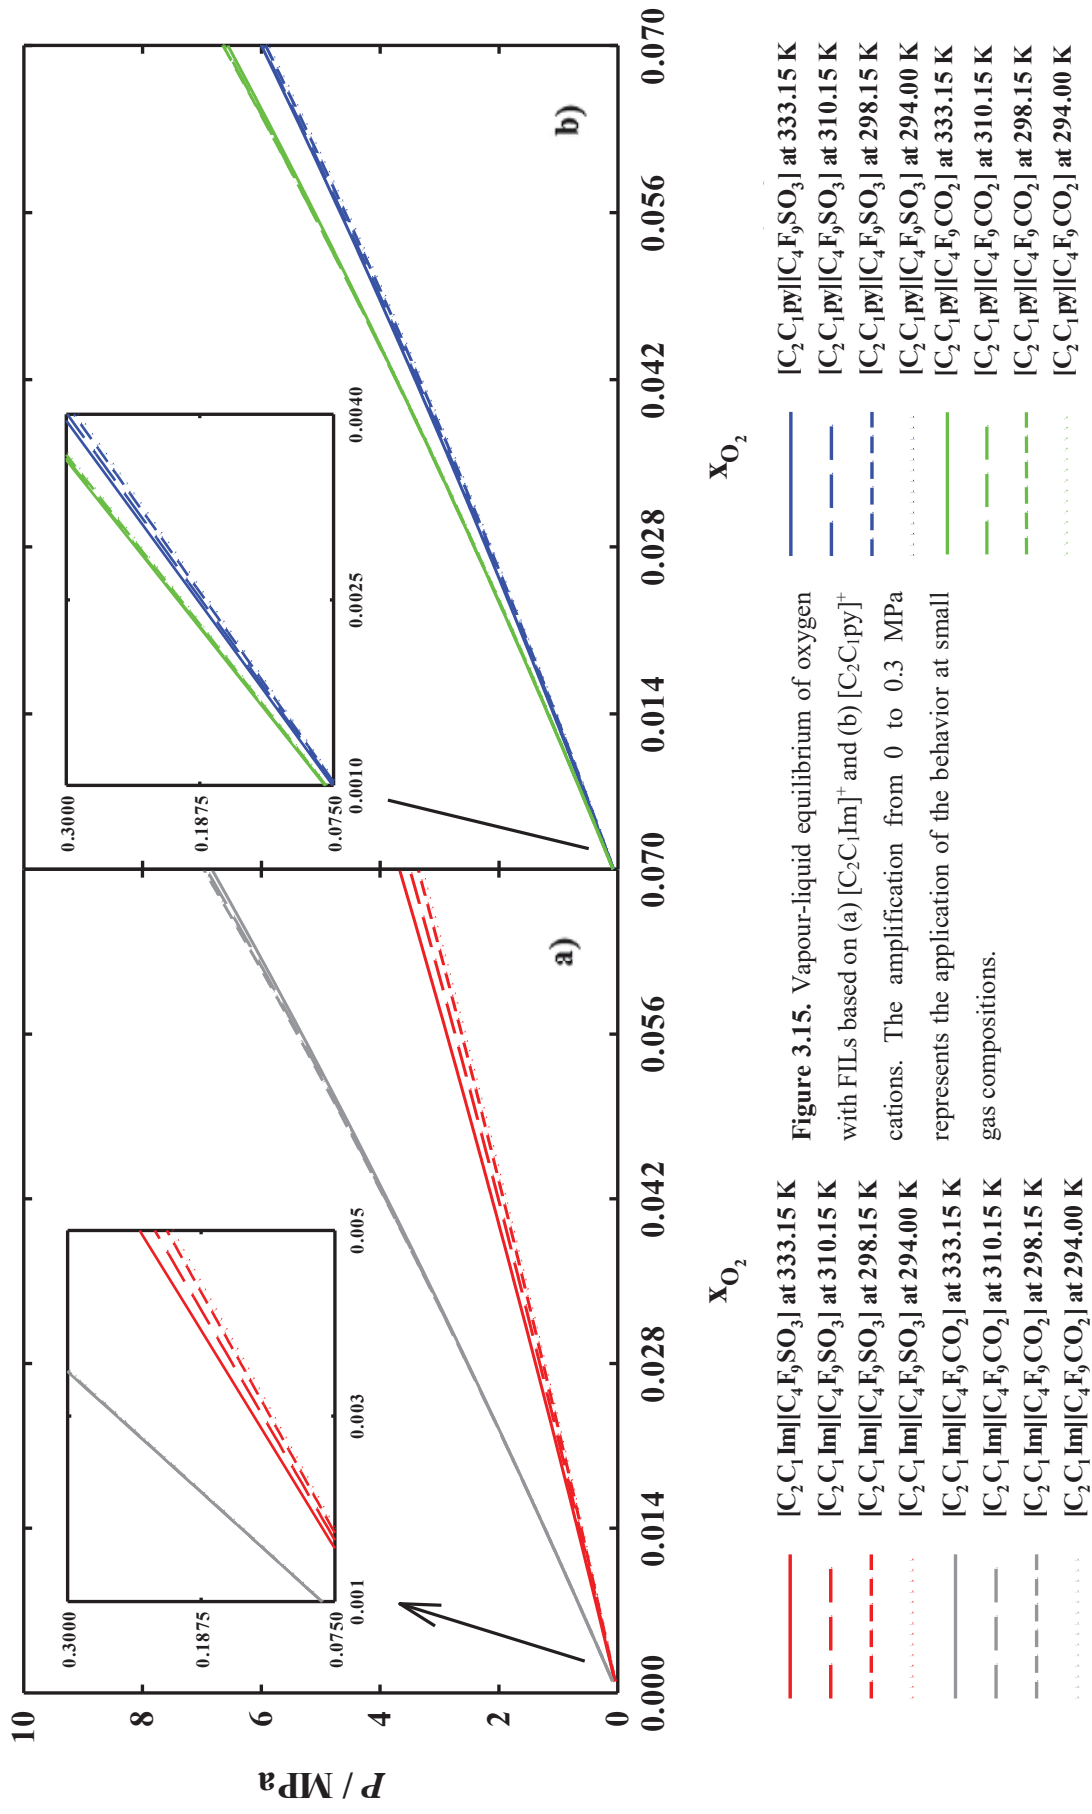 P / MPa
10
8
6
4
2
0
0.000
0.014
0.028
0.042
0.056
0.070
0.014
0.028
0.042
0.056
0.070
a)
b)
0.3000
0.1875
0.0750
0.001
0.003
0.005
0.3000
0.1875
0.0750
0.0010
0.0025
0.0040
X_O₂
X_O₂
[C₂C₁Im][C₄F₉SO₃] at 333.15 K
[C₂C₁Im][C₄F₉SO₃] at 310.15 K
[C₂C₁Im][C₄F₉SO₃] at 298.15 K
[C₂C₁Im][C₄F₉SO₃] at 294.00 K
[C₂C₁Im][C₄F₉CO₂] at 333.15 K
[C₂C₁Im][C₄F₉CO₂] at 310.15 K
[C₂C₁Im][C₄F₉CO₂] at 298.15 K
[C₂C₁Im][C₄F₉CO₂] at 294.00 K
Figure 3.15. Vapour-liquid equilibrium of oxygen
with FILs based on (a) [C₂C₁Im]⁺ and (b) [C₂C₁py]⁺
cations. The amplification from 0 to 0.3 MPa
represents the application of the behavior at small
gas compositions.
[C₂C₁py][C₄F₉SO₃] at 333.15 K
[C₂C₁py][C₄F₉SO₃] at 310.15 K
[C₂C₁py][C₄F₉SO₃] at 298.15 K
[C₂C₁py][C₄F₉SO₃] at 294.00 K
[C₂C₁py][C₄F₉CO₂] at 333.15 K
[C₂C₁py][C₄F₉CO₂] at 310.15 K
[C₂C₁py][C₄F₉CO₂] at 298.15 K
[C₂C₁py][C₄F₉CO₂] at 294.00 K